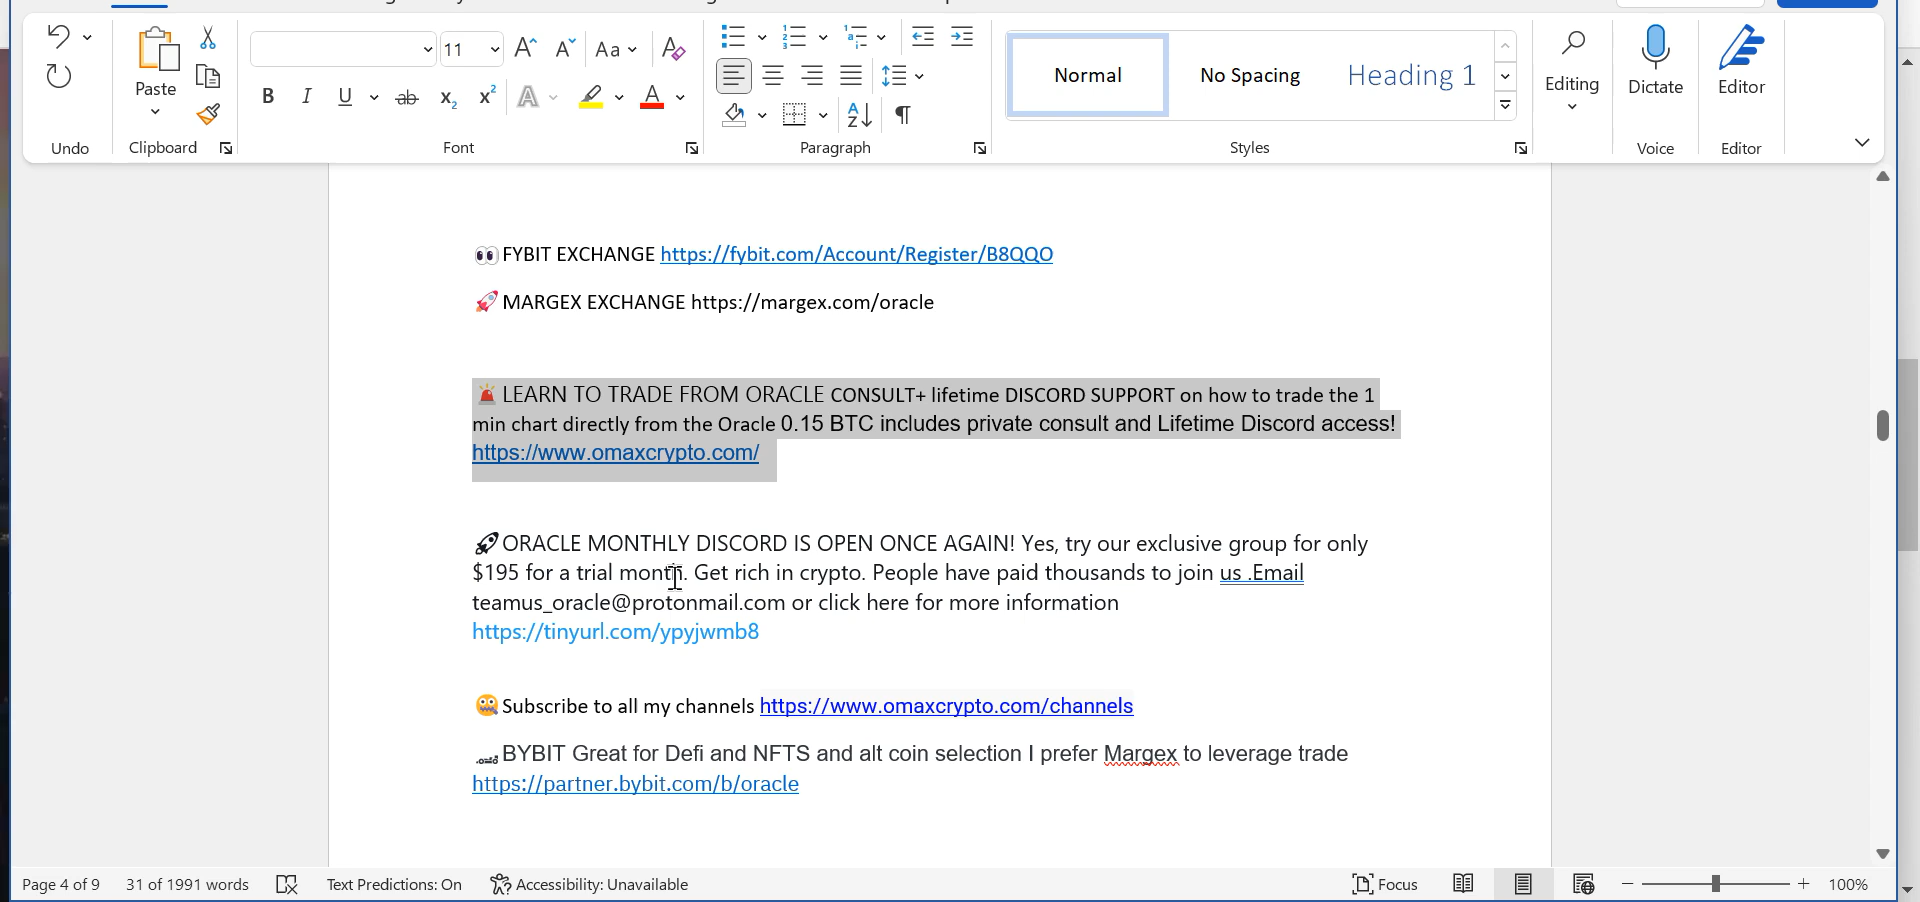 11
Aa
Paste
B I U ab x2 x2 A A
A
Z
¶
Normal
No Spacing
Heading 1
Editing
Dictate
Editor
Undo
Clipboard
Font
Paragraph
Styles
Voice
Editor
👀FYBIT EXCHANGE https://fybit.com/Account/Register/B8QQO
🚀MARGEX EXCHANGE https://margex.com/oracle
🚨LEARN TO TRADE FROM ORACLE CONSULT+ lifetime DISCORD SUPPORT on how to trade the 1
min chart directly from the Oracle 0.15 BTC includes private consult and Lifetime Discord access!
https://www.omaxcrypto.com/
🚀ORACLE MONTHLY DISCORD IS OPEN ONCE AGAIN! Yes, try our exclusive group for only
$195 for a trial month. Get rich in crypto. People have paid thousands to join us .Email
teamus_oracle@protonmail.com or click here for more information
https://tinyurl.com/ypyjwmb8
🤬Subscribe to all my channels https://www.omaxcrypto.com/channels
BYBIT Great for Defi and NFTS and alt coin selection I prefer Margex to leverage trade
https://partner.bybit.com/b/oracle
Page 4 of 9 31 of 1991 words Text Predictions: On Accessibility: Unavailable Focus 100%